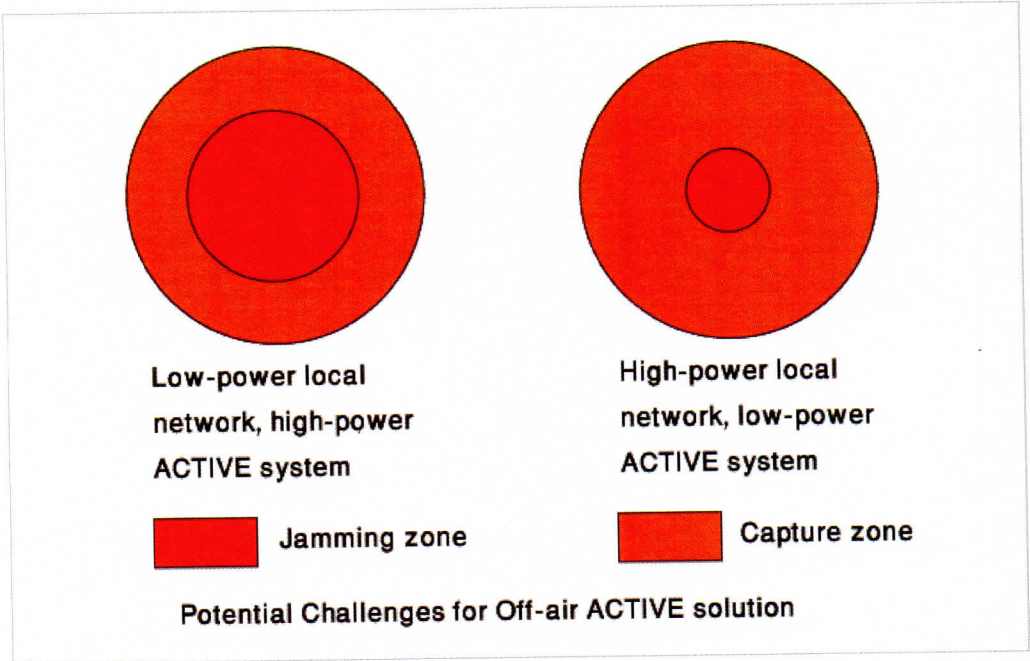 Low-power local
network, high-power
ACTIVE system
High-power local
network, low-power
ACTIVE system
Jamming zone
Capture zone
Potential Challenges for Off-air ACTIVE solution